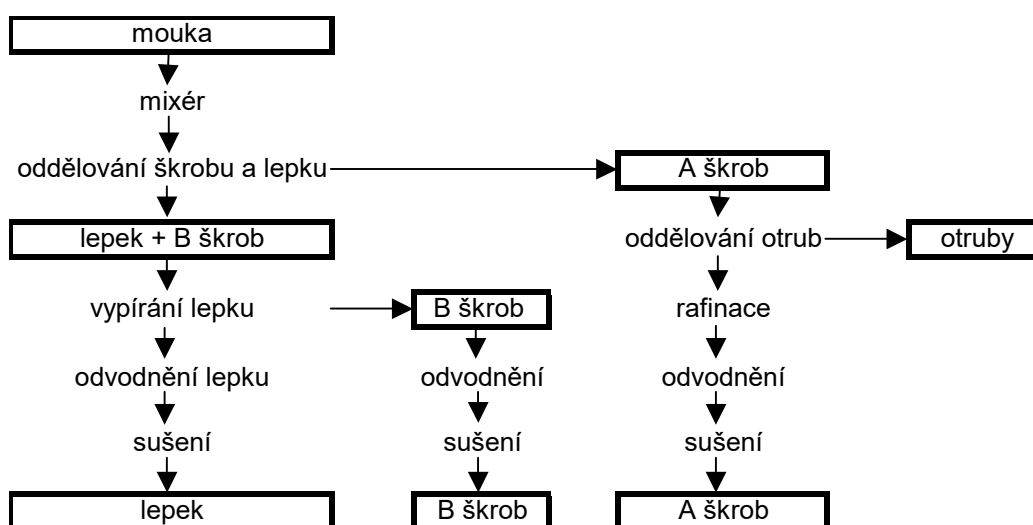 mouka
mixér
oddělování škrobu a lepku
A škrob
lepek + B škrob
oddělování otrub
otruby
vypírání lepku
B škrob
rafinace
odvodnění lepku
odvodnění
odvodnění
sušení
sušení
sušení
lepek
B škrob
A škrob